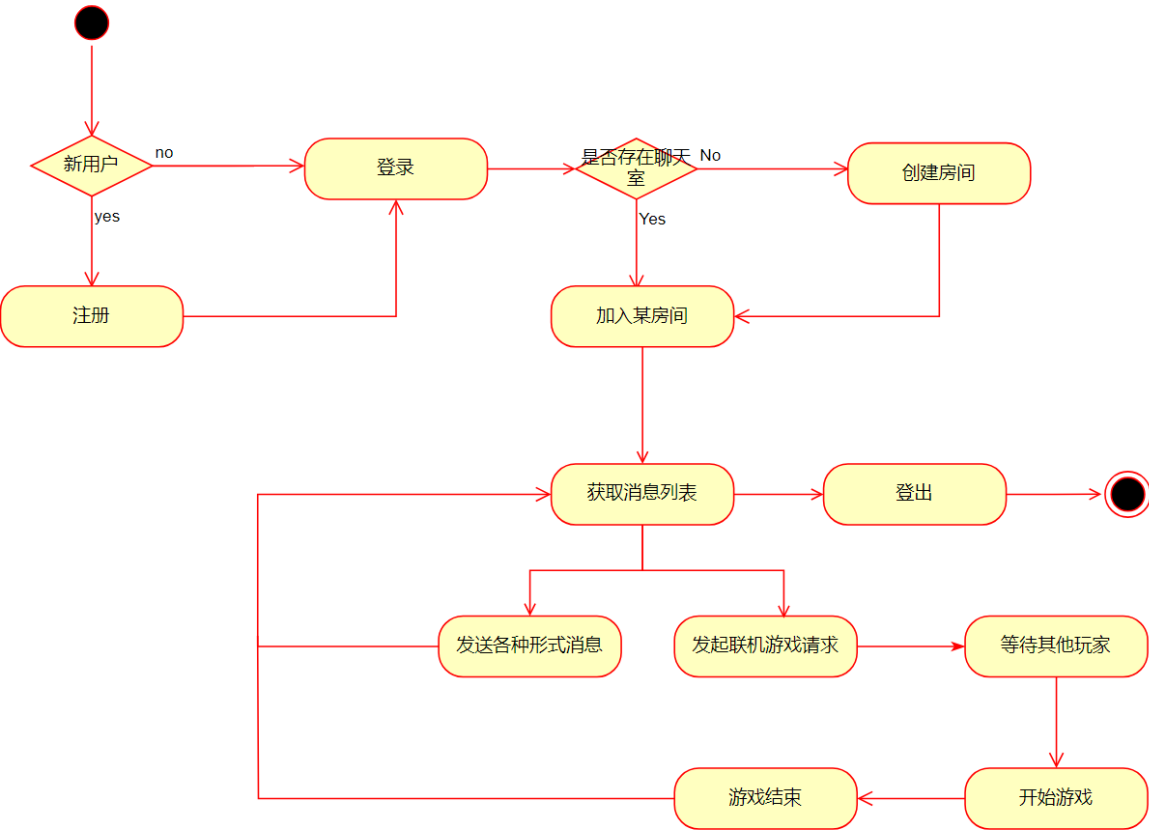 新用户
no
yes
登录
是否存在聊天
室
No
Yes
创建房间
注册
加入某房间
获取消息列表
登出
发送各种形式消息
发起联机游戏请求
等待其他玩家
游戏结束
开始游戏